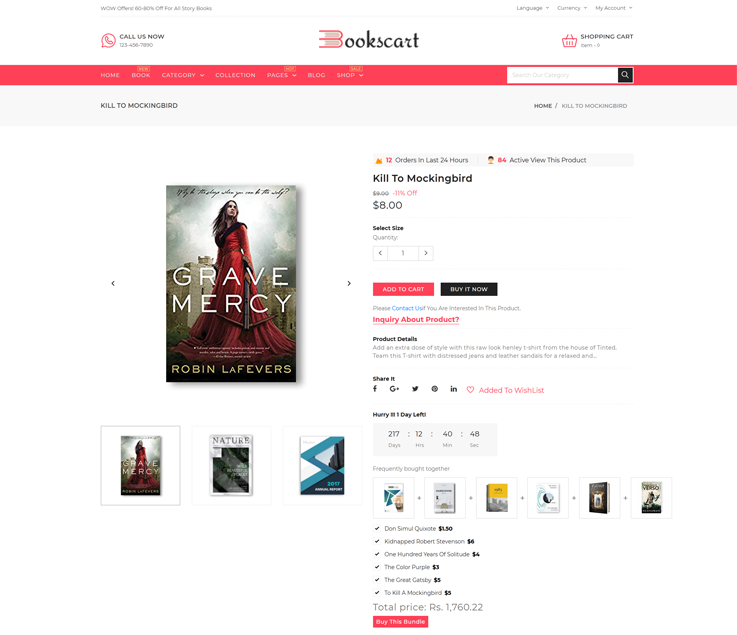 WOW Offers! 60-80% Off For All Story Books
Language
Currency
My Account
CALL US NOW
123-456-7890
Bookscart
SHOPPING CART
Item - 0
HOME
BOOK
NEW
CATEGORY
COLLECTION
PAGES
BLOG
SHOP
SALE
Search Our Category
KILL TO MOCKINGBIRD
HOME / KILL TO MOCKINGBIRD
12 Orders In Last 24 Hours
84 Active View This Product
Kill To Mockingbird
$9.00 -11% Off
$8.00
Select Size
Quantity:
1
ADD TO CART
BUY IT NOW
Please Contact Us!! You Are Interested In This Product.
Inquiry About Product?
Product Details
Add an extra dose of style with this raw look henley t-shirt from the house of Tinted.
Team this T-shirt with distressed jeans and leather sandals for a relaxed and...
Share It
Added To WishList
Hurry !!! 1 Day Left!
217 : 12 : 40 : 48
Days Hrs Min Sec
Frequently bought together
+ + + + +
Don Simul Quixote $1.50
Kidnapped Robert Stevenson $6
One Hundred Years Of Solitude $4
The Color Purple $3
The Great Gatsby $5
To Kill A Mockingbird $5
Total price: Rs. 1,760.22
Buy This Bundle
Why be the sheep when you can be the wolf?
GRAVE
MERCY
ROBIN LAFEVERS
GRAVE
MERCY
ROBIN LAFEVERS
NATURE
2017
ANNUAL REPORT